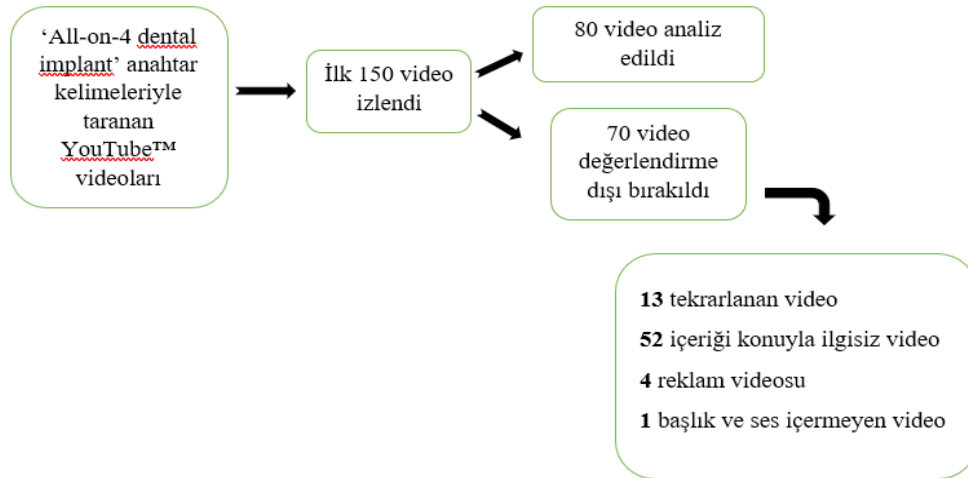 ‘All-on-4 dental
implant’ anahtar
kelimeleriyle
taranan
YouTube™
videoları
İlk 150 video
izlendi
80 video analiz
edildi
70 video
değerlendirme
dışı bırakıldı
13 tekrarlanan video
52 içeriği konuyla ilgisiz video
4 reklam videosu
1 başlık ve ses içermeyen video